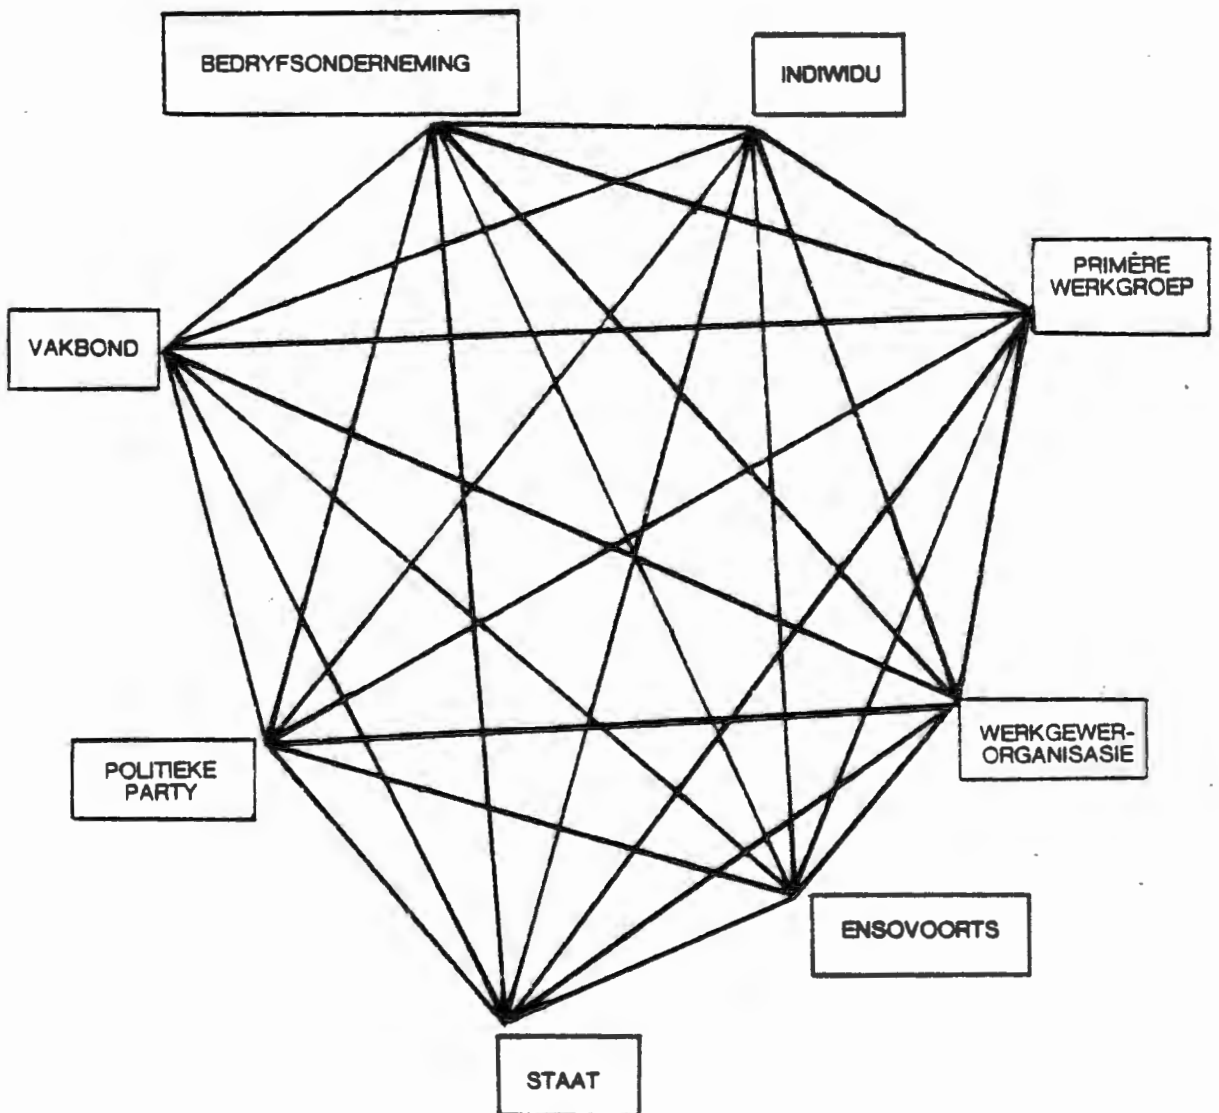 BEDRYFSONDERNEMING
INDIWIDU
PRIMÊRE
WERKGROEP
VAKBOND
WERKGEWER-
ORGANISASIE
POLITIEKE
PARTY
ENSOVOORTS
STAAT